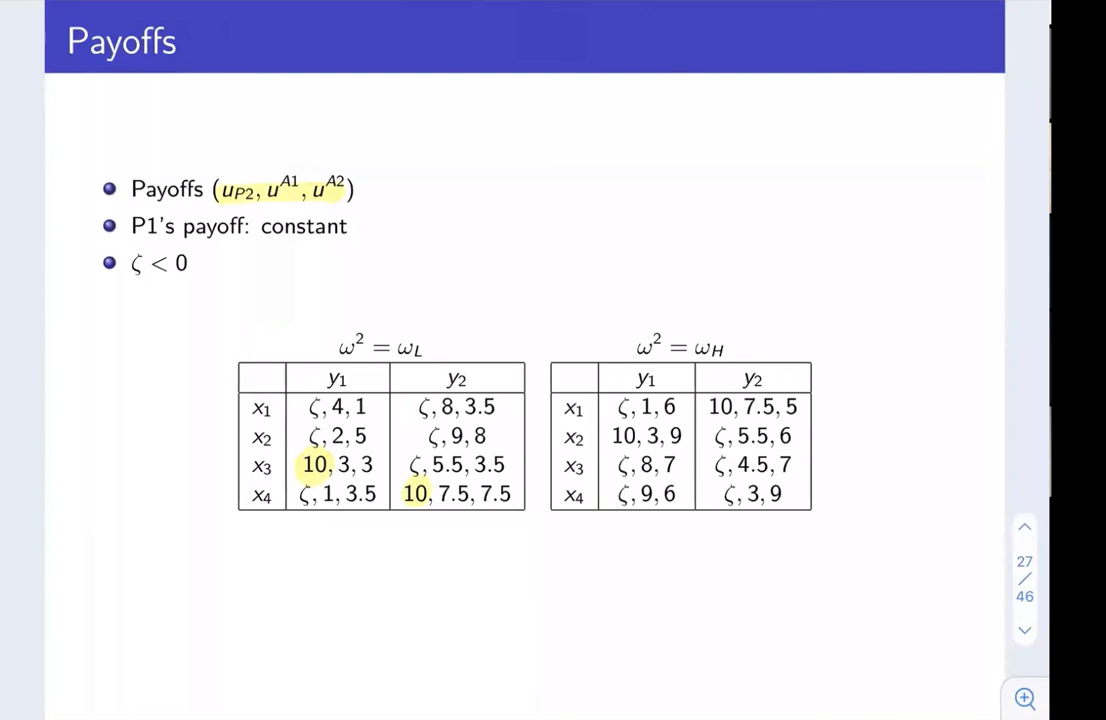 Payoffs
Payoffs (u_{P2}, u^{A1}, u^{A2})
P1's payoff: constant
ζ < 0
ω² = ω_L
y₁ y₂
x₁ ζ, 4, 1 ζ, 8, 3.5
x₂ ζ, 2, 5 ζ, 9, 8
x₃ 10, 3, 3 ζ, 5.5, 3.5
x₄ ζ, 1, 3.5 10, 7.5, 7.5
ω² = ω_H
y₁ y₂
x₁ ζ, 1, 6 10, 7.5, 5
x₂ 10, 3, 9 ζ, 5.5, 6
x₃ ζ, 8, 7 ζ, 4.5, 7
x₄ ζ, 9, 6 ζ, 3, 9
27
/
46